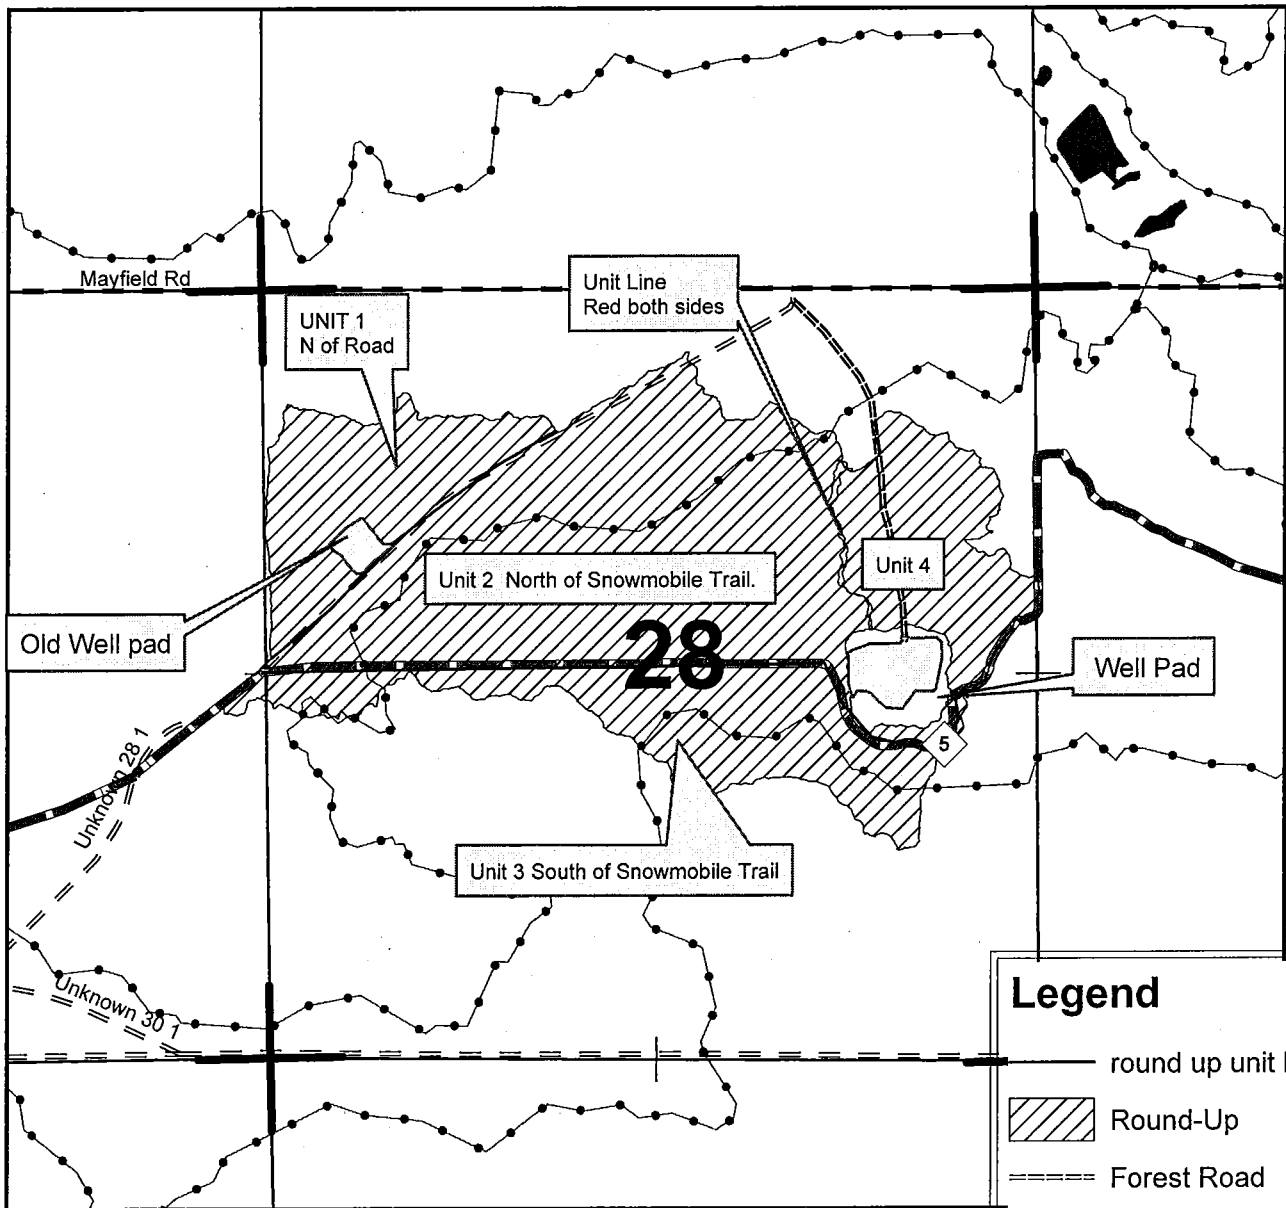 Mayfield Rd
Unit Line
Red both sides
UNIT 1
N of Road
Unit 4
Unit 2 North of Snowmobile Trail.
Old Well pad
28
Well Pad
5
Unknown 28 1
Unit 3 South of Snowmobile Trail
Unknown 30 1
Legend
round up unit
Round-Up
Forest Road